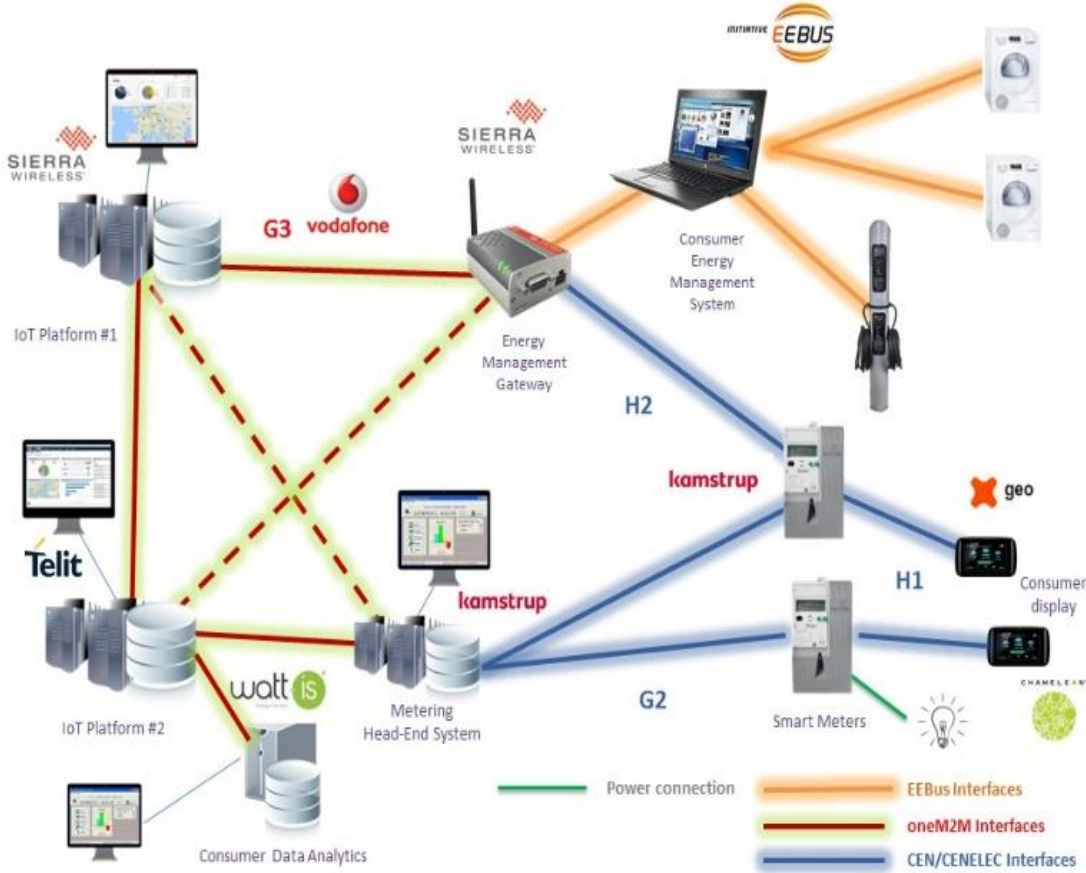 INITIATIVE EEBUS
SIERRA
WIRELESS
SIERRA
WIRELESS
G3
vodafone
Consumer
Energy
Management
System
IoT Platform #1
Energy
Management
Gateway
H2
kamstrup
geo
Telit
kamstrup
H1
Consumer
display
watt·is
G2
CHAMELEON
IoT Platform #2
Metering
Head-End System
Smart Meters
Power connection
EEBus Interfaces
oneM2M Interfaces
Consumer Data Analytics
CEN/CENELEC Interfaces